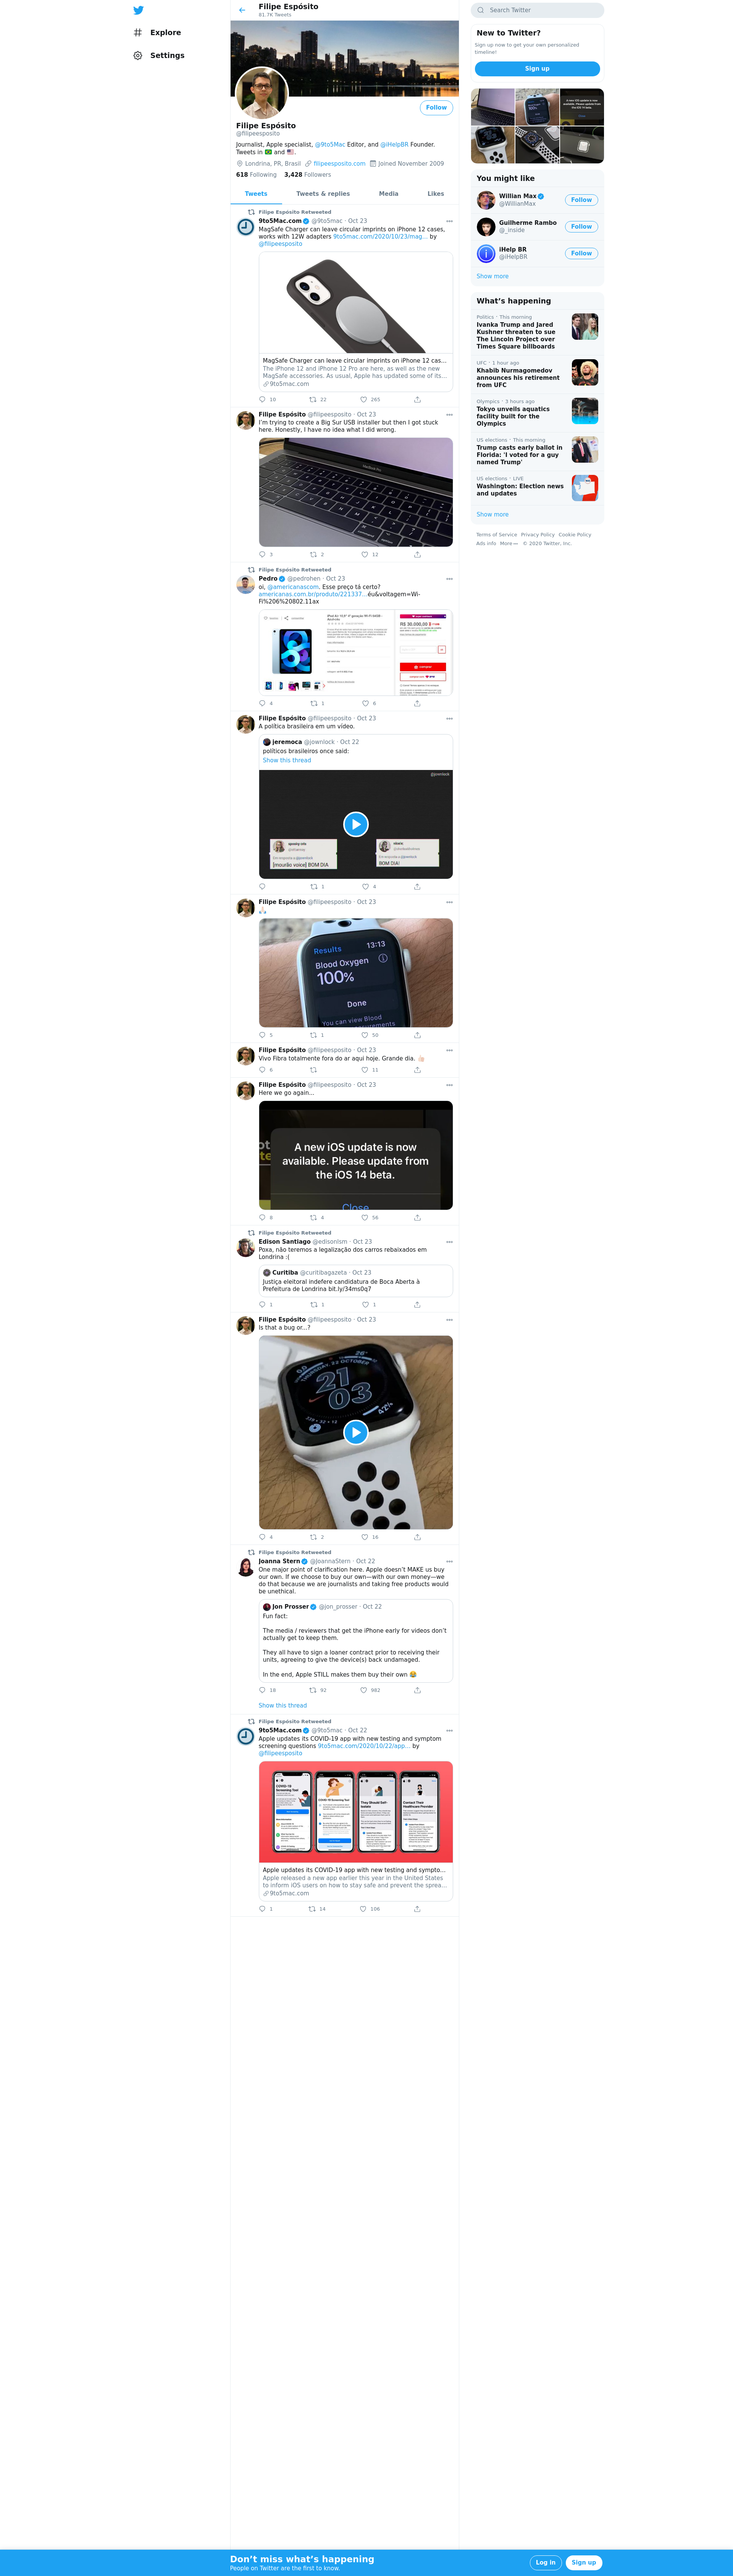 Explore
Settings
Filipe Espósito
81.7K Tweets
Follow
Filipe Espósito
@filipeesposito
Journalist, Apple specialist, @9to5Mac Editor, and @iHelpBR Founder.
Tweets in 🇧🇷 and 🇺🇸.
Londrina, PR, Brasil filipeesposito.com Joined November 2009
618 Following 3,428 Followers
Tweets Tweets & replies Media Likes
Filipe Espósito Retweeted
9to5Mac.com @9to5mac · Oct 23
MagSafe Charger can leave circular imprints on iPhone 12 cases,
works with 12W adapters 9to5mac.com/2020/10/23/mag… by
@filipeesposito
MagSafe Charger can leave circular imprints on iPhone 12 cas…
The iPhone 12 and iPhone 12 Pro are here, as well as the new
MagSafe accessories. As usual, Apple has updated some of its…
9to5mac.com
10 22 265
Filipe Espósito @filipeesposito · Oct 23
I'm trying to create a Big Sur USB installer but then I got stuck
here. Honestly, I have no idea what I did wrong.
MacBook Pro
3 2 12
Filipe Espósito Retweeted
Pedro @pedrohen · Oct 23
oi, @americanascom. Esse preço tá certo?
americanas.com.br/produto/221337…éu&voltagem=Wi-
Fi%206%20802.11ax
4 1 6
Filipe Espósito @filipeesposito · Oct 23
A política brasileira em um vídeo.
jeremoca @jownlock · Oct 22
políticos brasileiros once said:
Show this thread
@jownlock
[mourão voice] BOM DIA
BOM DIA!
1 4
Filipe Espósito @filipeesposito · Oct 23
🙏🏻
Results 13:13
Blood Oxygen
100%
Done
You can view Blood
5 1 50
Filipe Espósito @filipeesposito · Oct 23
Vivo Fibra totalmente fora do ar aqui hoje. Grande dia. 👍🏻
6 11
Filipe Espósito @filipeesposito · Oct 23
Here we go again...
A new iOS update is now
available. Please update from
the iOS 14 beta.
Close
8 4 56
Filipe Espósito Retweeted
Edison Santiago @edisonlsm · Oct 23
Poxa, não teremos a legalização dos carros rebaixados em
Londrina :(
Curitiba @curitibagazeta · Oct 23
Justiça eleitoral indefere candidatura de Boca Aberta à
Prefeitura de Londrina bit.ly/34ms0q7
1 1 1
Filipe Espósito @filipeesposito · Oct 23
Is that a bug or...?
21
03
42%
4 2 16
Filipe Espósito Retweeted
Joanna Stern @JoannaStern · Oct 22
One major point of clarification here. Apple doesn't MAKE us buy
our own. If we choose to buy our own—with our own money—we
do that because we are journalists and taking free products would
be unethical.
Jon Prosser @jon_prosser · Oct 22
Fun fact:
The media / reviewers that get the iPhone early for videos don't
actually get to keep them.
They all have to sign a loaner contract prior to receiving their
units, agreeing to give the device(s) back undamaged.
In the end, Apple STILL makes them buy their own 😂
18 92 982
Show this thread
Filipe Espósito Retweeted
9to5Mac.com @9to5mac · Oct 22
Apple updates its COVID-19 app with new testing and symptom
screening questions 9to5mac.com/2020/10/22/app… by
@filipeesposito
Apple updates its COVID-19 app with new testing and sympto…
Apple released a new app earlier this year in the United States
to inform iOS users on how to stay safe and prevent the sprea…
9to5mac.com
1 14 106
Search Twitter
New to Twitter?
Sign up now to get your own personalized
timeline!
Sign up
You might like
Willian Max
@WillianMax
Follow
Guilherme Rambo
@_inside
Follow
iHelp BR
@iHelpBR
Follow
Show more
What's happening
Politics · This morning
Ivanka Trump and Jared
Kushner threaten to sue
The Lincoln Project over
Times Square billboards
UFC · 1 hour ago
Khabib Nurmagomedov
announces his retirement
from UFC
Olympics · 3 hours ago
Tokyo unveils aquatics
facility built for the
Olympics
US elections · This morning
Trump casts early ballot in
Florida: 'I voted for a guy
named Trump'
US elections · LIVE
Washington: Election news
and updates
Show more
Terms of Service Privacy Policy Cookie Policy
Ads info More © 2020 Twitter, Inc.
Don't miss what's happening
People on Twitter are the first to know.
Log in Sign up